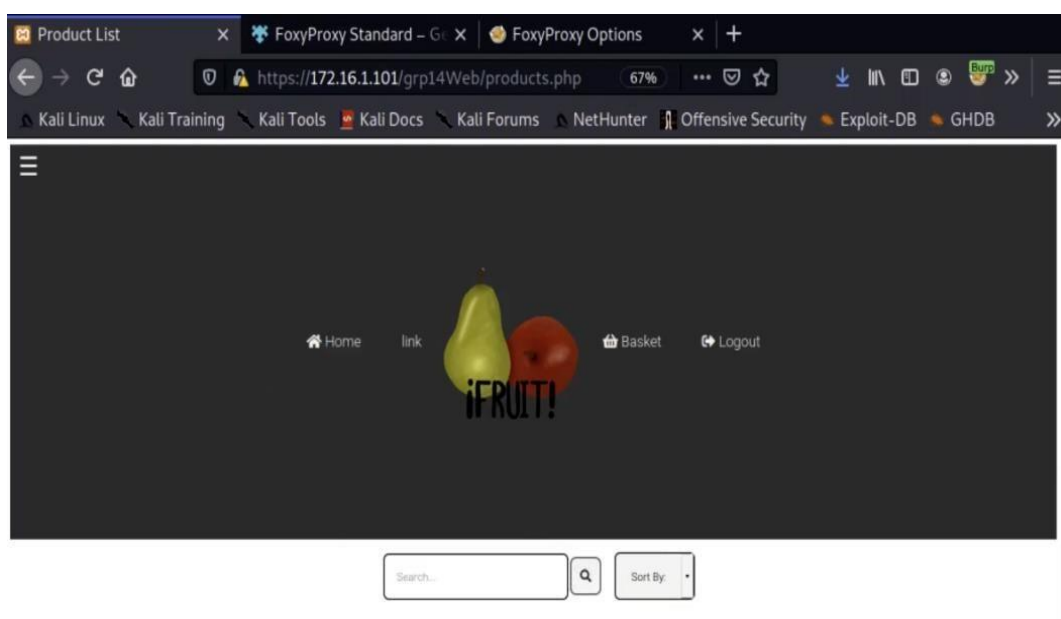 Product List
FoxyProxy Standard – Ge
FoxyProxy Options
https://172.16.1.101/grp14Web/products.php
67%
Burp
Kali Linux
Kali Training
Kali Tools
Kali Docs
Kali Forums
NetHunter
Offensive Security
Exploit-DB
GHDB
Home
link
Basket
Logout
iFRUIT!
Search...
Sort By: